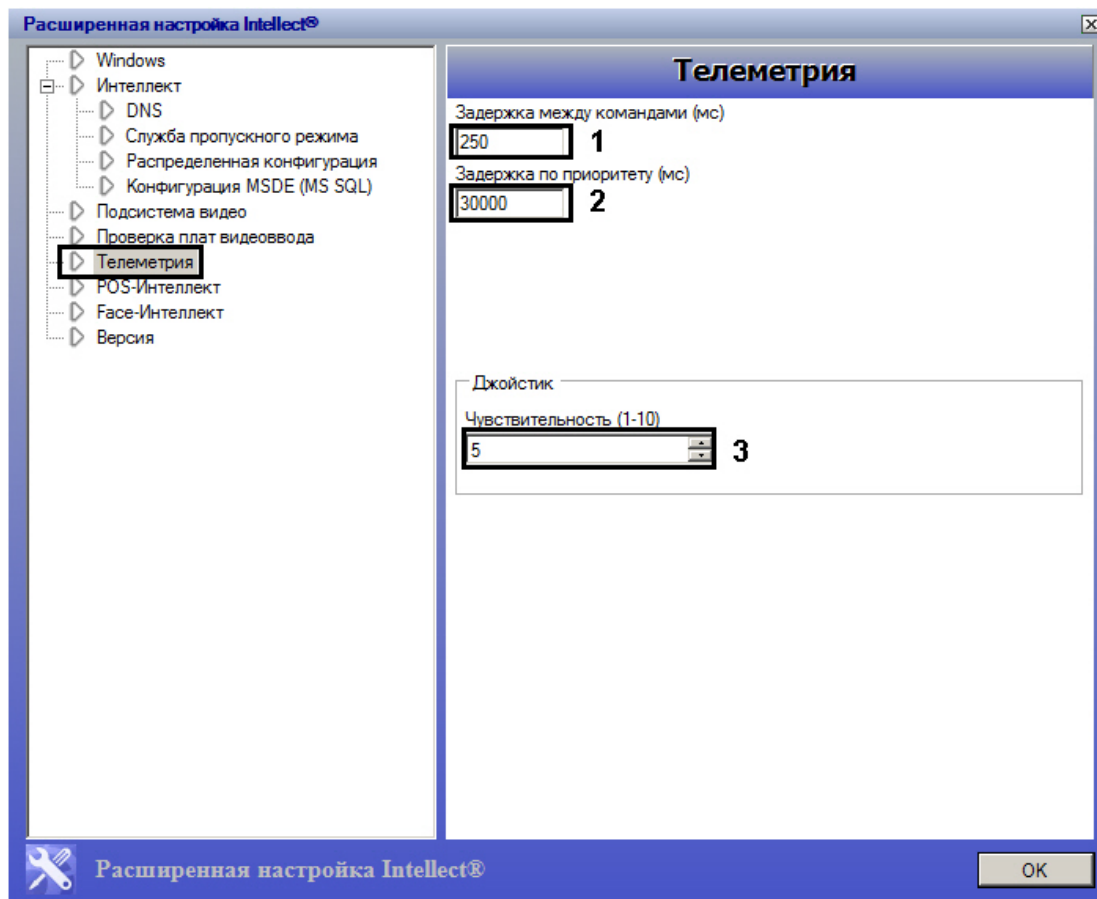 Расширенная настройка Intellect®
Windows
Интеллект
DNS
Служба пропускного режима
Распределенная конфигурация
Конфигурация MSDE (MS SQL)
Подсистема видео
Проверка плат видеоввода
Телеметрия
POS-Интеллект
Face-Интеллект
Версия
Телеметрия
Задержка между командами (мс)
250 1
Задержка по приоритету (мс)
30000 2
Джойстик
Чувствительность (1-10)
5 3
Расширенная настройка Intellect®
OK